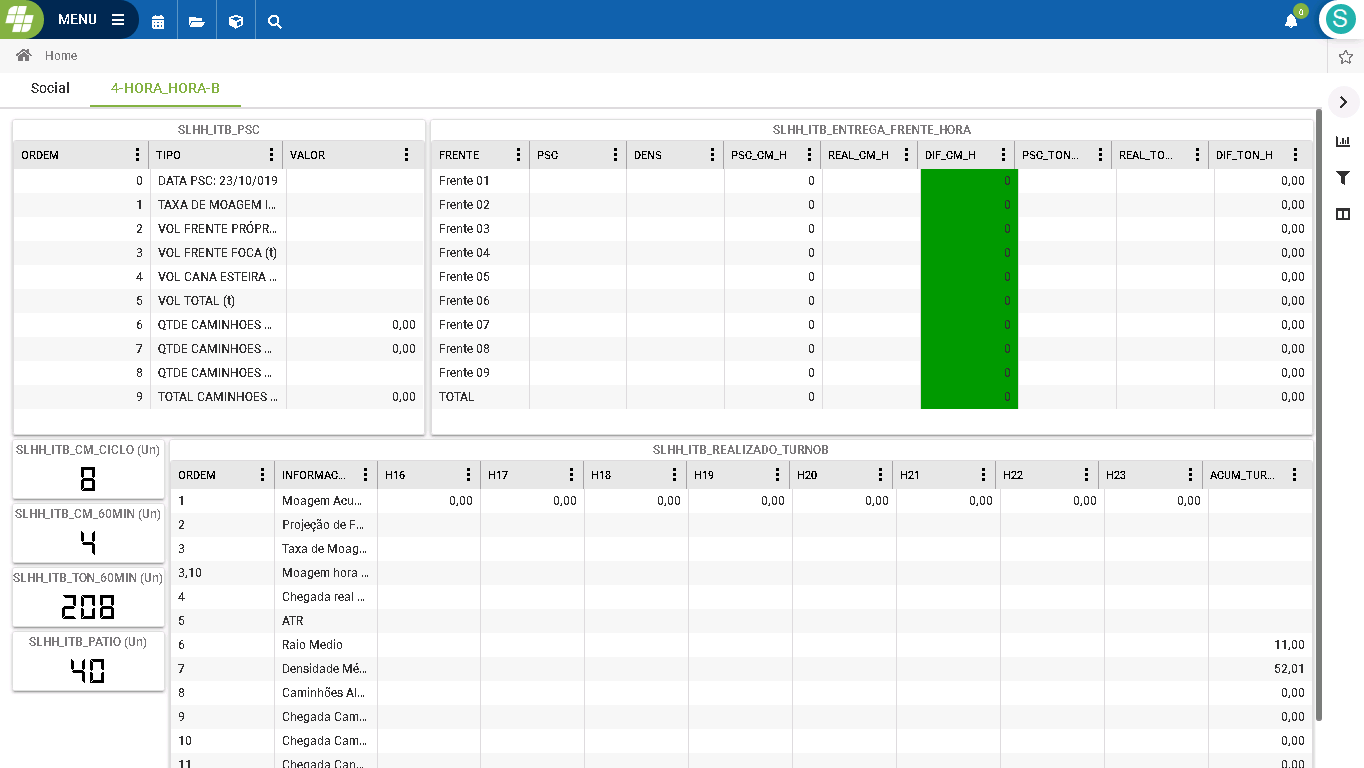 MENU
0
S
Home
Social 4-HORA_HORA-B
SLHH_ITB_PSC
ORDEM TIPO VALOR
0 DATA PSC: 23/10/019
1 TAXA DE MOAGEM I...
2 VOL FRENTE PRÓPR...
3 VOL FRENTE FOCA (t)
4 VOL CANA ESTEIRA ...
5 VOL TOTAL (t)
6 QTDE CAMINHOES ... 0,00
7 QTDE CAMINHOES ... 0,00
8 QTDE CAMINHOES ...
9 TOTAL CAMINHOES ... 0,00
SLHH_ITB_ENTREGA_FRENTE_HORA
FRENTE PSC DENS PSC_CM_H REAL_CM_H DIF_CM_H PSC_TON... REAL_TO... DIF_TON_H
Frente 01 0 0 0,00
Frente 02 0 0 0,00
Frente 03 0 0 0,00
Frente 04 0 0 0,00
Frente 05 0 0 0,00
Frente 06 0 0 0,00
Frente 07 0 0 0,00
Frente 08 0 0 0,00
Frente 09 0 0 0,00
TOTAL 0 0 0,00
SLHH_ITB_CM_CICLO (Un)
8
SLHH_ITB_CM_60MIN (Un)
4
SLHH_ITB_TON_60MIN (Un)
208
SLHH_ITB_PATIO (Un)
40
SLHH_ITB_REALIZADO_TURNOB
ORDEM INFORMAC... H16 H17 H18 H19 H20 H21 H22 H23 ACUM_TUR...
1 Moagem Acu... 0,00 0,00 0,00 0,00 0,00 0,00 0,00 0,00
2 Projeção de F...
3 Taxa de Moag...
3,10 Moagem hora ...
4 Chegada real ...
5 ATR
6 Raio Medio 11,00
7 Densidade Mé... 52,01
8 Caminhões Al... 0,00
9 Chegada Cam... 0,00
10 Chegada Cam... 0,00
11 Chegada Can... 0,00